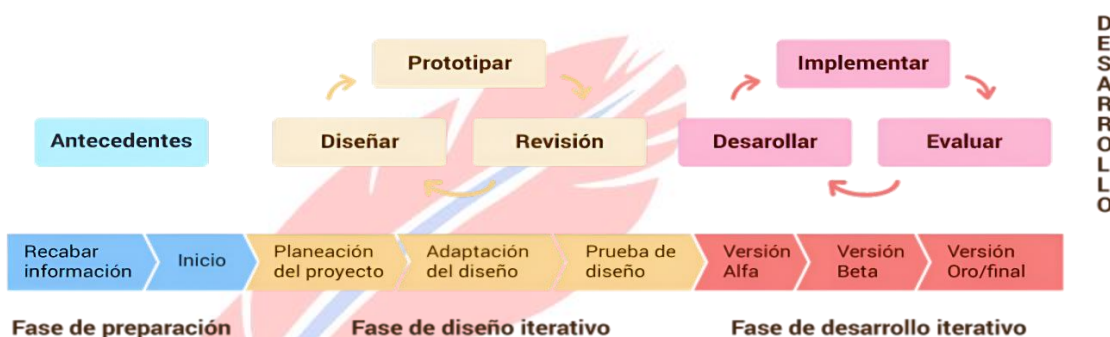 Prototipar
Implementar
Antecedentes
Diseñar
Revisión
Desarollar
Evaluar
DESARROLLO
Recabar
información
Inicio
Planeación
del proyecto
Adaptación
del diseño
Prueba de
diseño
Versión
Alfa
Versión
Beta
Versión
Oro/final
Fase de preparación
Fase de diseño iterativo
Fase de desarrollo iterativo